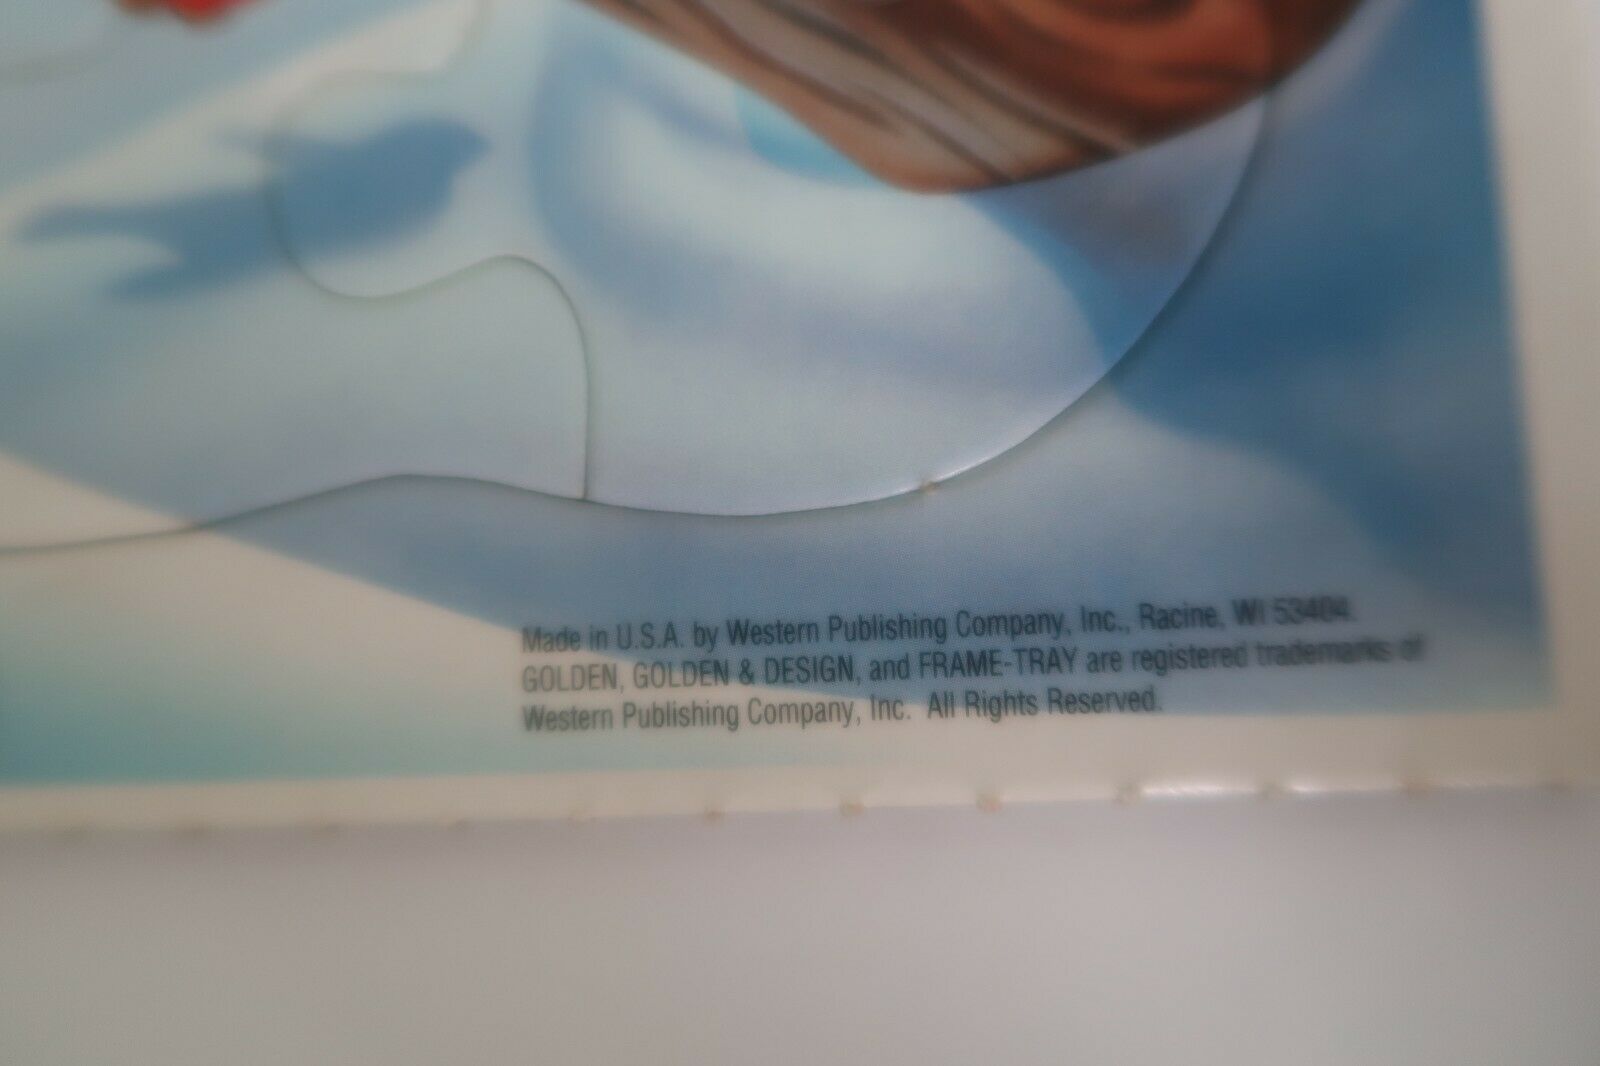 Made in U.S.A. by Western Publishing Company, Inc., Racine, WI 53404.
GOLDEN, GOLDEN & DESIGN, and FRAME-TRAY are registered trademarks of
Western Publishing Company, Inc. All Rights Reserved.